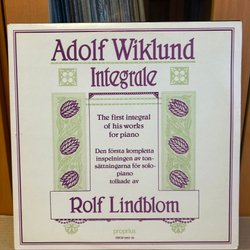 Adolf Wiklund
Integrale
The first integral
of his works
for piano
Den första kompletta
inspelningen av ton-
sättningarna för solo-
piano
tolkade av
Rolf Lindblom
proprius